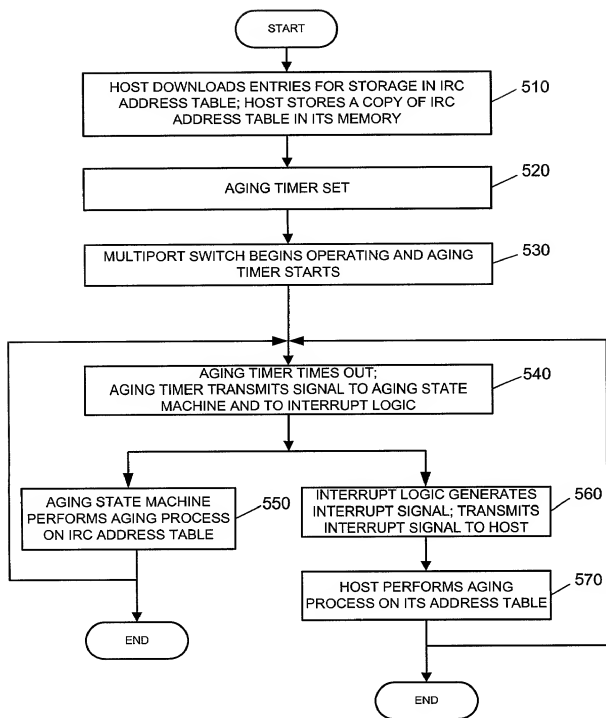 START
HOST DOWNLOADS ENTRIES FOR STORAGE IN IRC
ADDRESS TABLE; HOST STORES A COPY OF IRC
ADDRESS TABLE IN ITS MEMORY
510
AGING TIMER SET
520
MULTIPORT SWITCH BEGINS OPERATING AND AGING
TIMER STARTS
530
AGING TIMER TIMES OUT;
AGING TIMER TRANSMITS SIGNAL TO AGING STATE
MACHINE AND TO INTERRUPT LOGIC
540
AGING STATE MACHINE
PERFORMS AGING PROCESS
ON IRC ADDRESS TABLE
550
INTERRUPT LOGIC GENERATES
INTERRUPT SIGNAL; TRANSMITS
INTERRUPT SIGNAL TO HOST
560
HOST PERFORMS AGING
PROCESS ON ITS ADDRESS TABLE
570
END
END